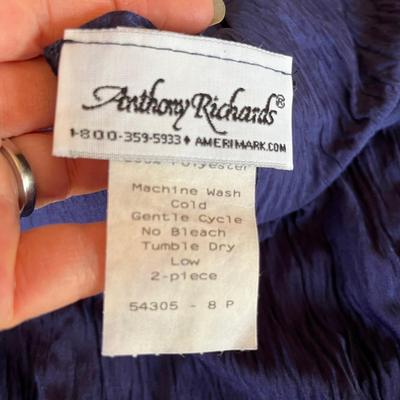 Anthony Richards®
1-800-359-5933 ♦ AMERIMARK.COM
Polyester
Machine Wash
Cold
Gentle Cycle
No Bleach
Tumble Dry
Low
2-piece
54305 - 8 P